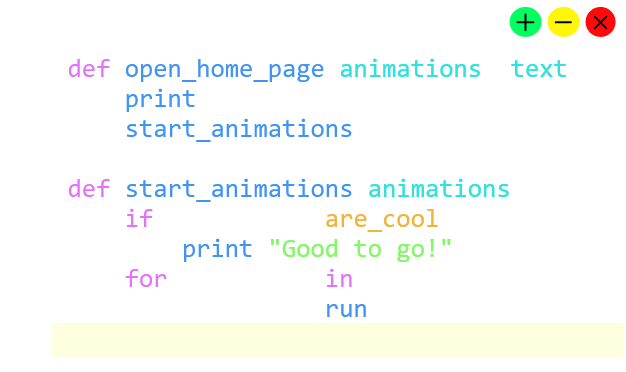 def open_home_page animations text
    print
    start_animations
def start_animations animations
    if are_cool
        print "Good to go!"
    for in
        run